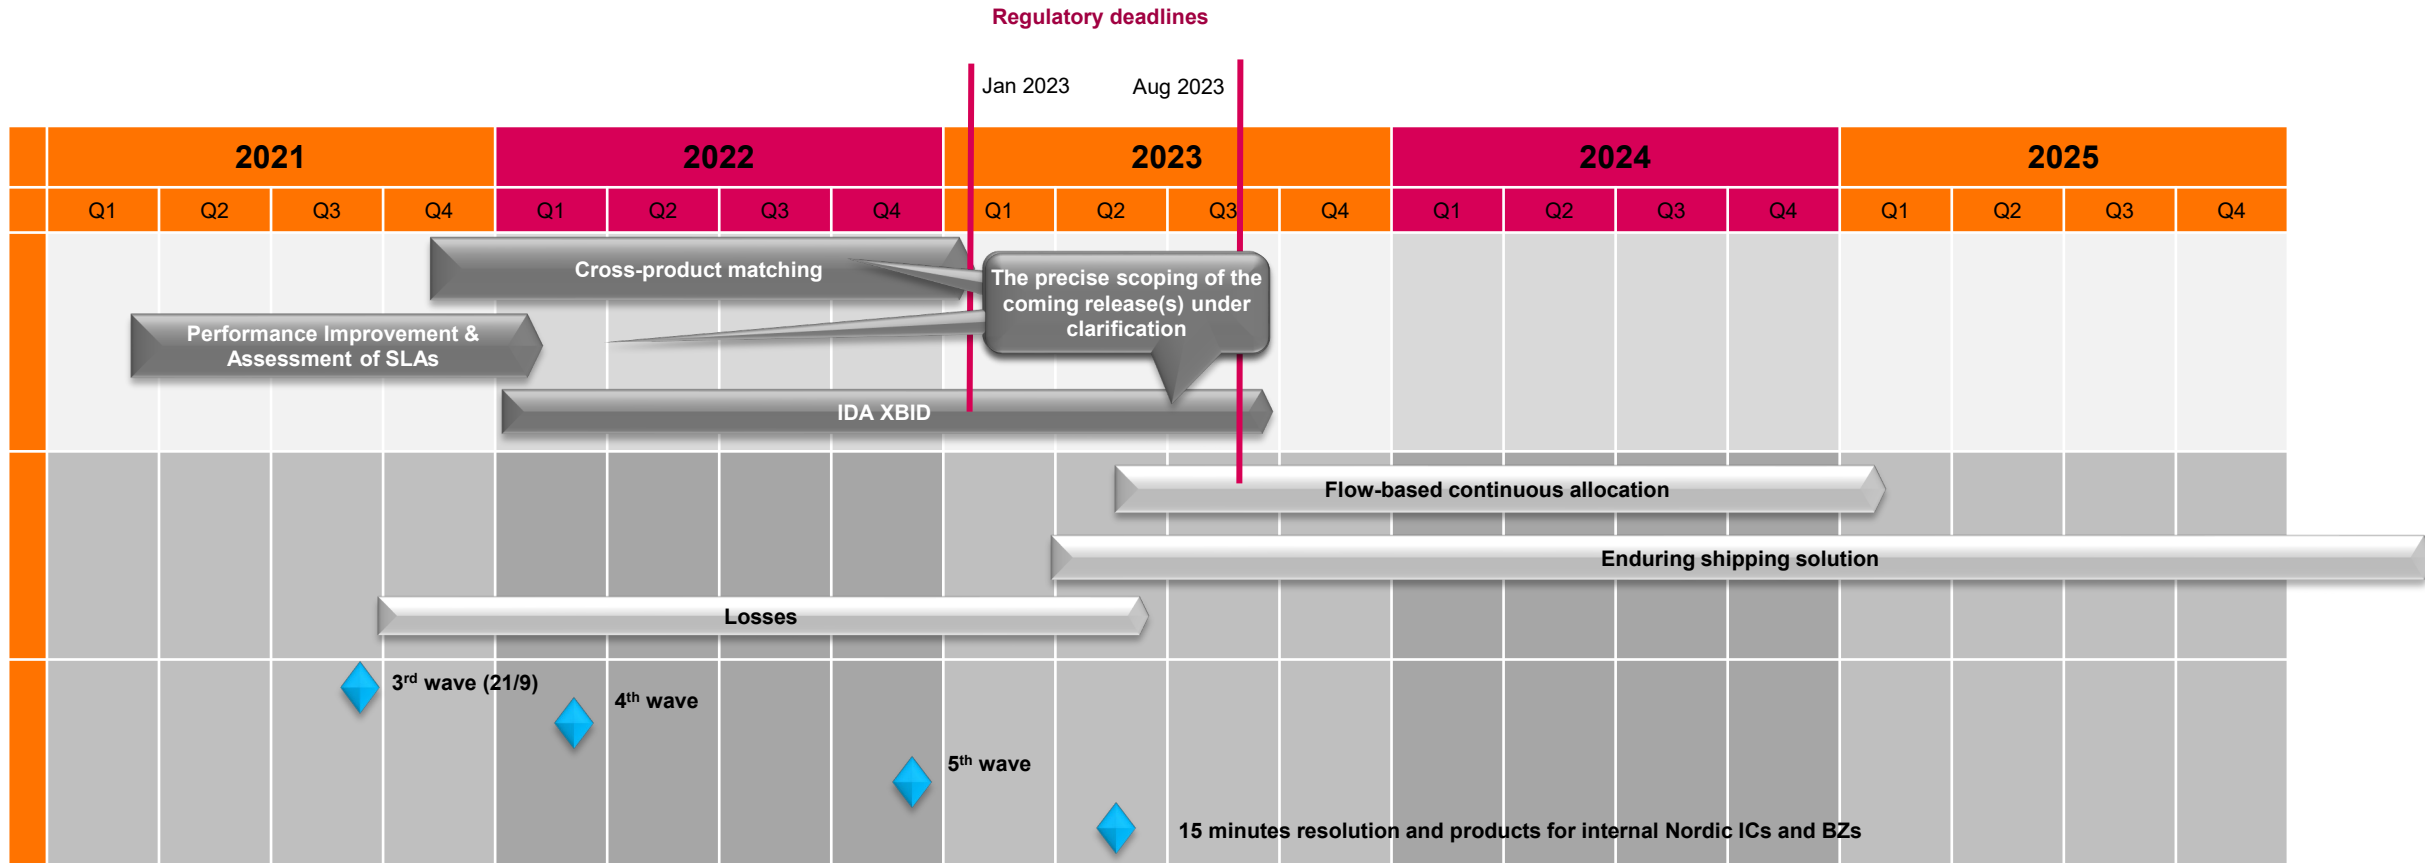 Regulatory deadlines
Jan 2023 Aug 2023
2021 2022 2023 2024 2025
Q1 Q2 Q3 Q4 Q1 Q2 Q3 Q4 Q1 Q2 Q3 Q4 Q1 Q2 Q3 Q4 Q1 Q2 Q3 Q4
Cross-product matching
The precise scoping of the
coming release(s) under
clarification
Performance Improvement &
Assessment of SLAs
IDA XBID
Flow-based continuous allocation
Enduring shipping solution
Losses
3rd wave (21/9)
4th wave
5th wave
15 minutes resolution and products for internal Nordic ICs and BZs